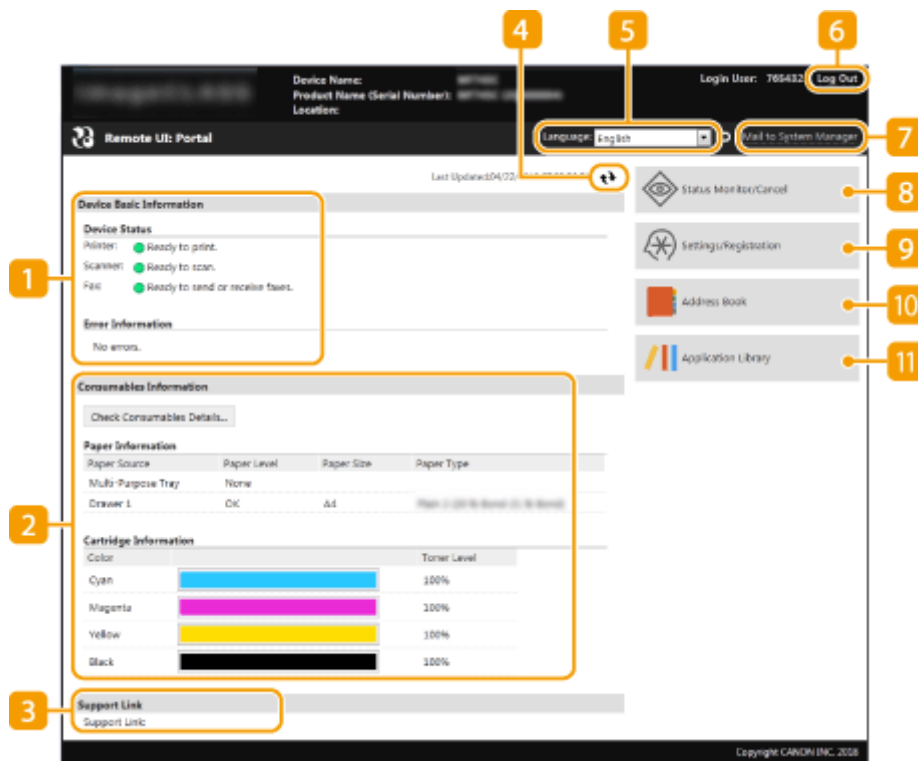 4
5
6
Device Name:
Login User: 765432 Log Out
Product Name (Serial Number):
Location:
Remote UI: Portal
Language: English
Mail to System Manager
7
Last Updated:04/22/
Device Basic Information
Status Monitor/Cancel
8
Device Status
Printer: Ready to print.
Scanner: Ready to scan.
Fax: Ready to send or receive faxes.
1
Settings/Registration
9
Error Information
No errors.
Address Book
10
Application Library
11
Consumables Information
Check Consumables Details...
Paper Information
Paper Source Paper Level Paper Size Paper Type
Multi-Purpose Tray None
Drawer 1 OK A4
2
Cartridge Information
Color Toner Level
Cyan 100%
Magenta 100%
Yellow 100%
Black 100%
3
Support Link
Support Link:
Copyright CANON INC. 2018